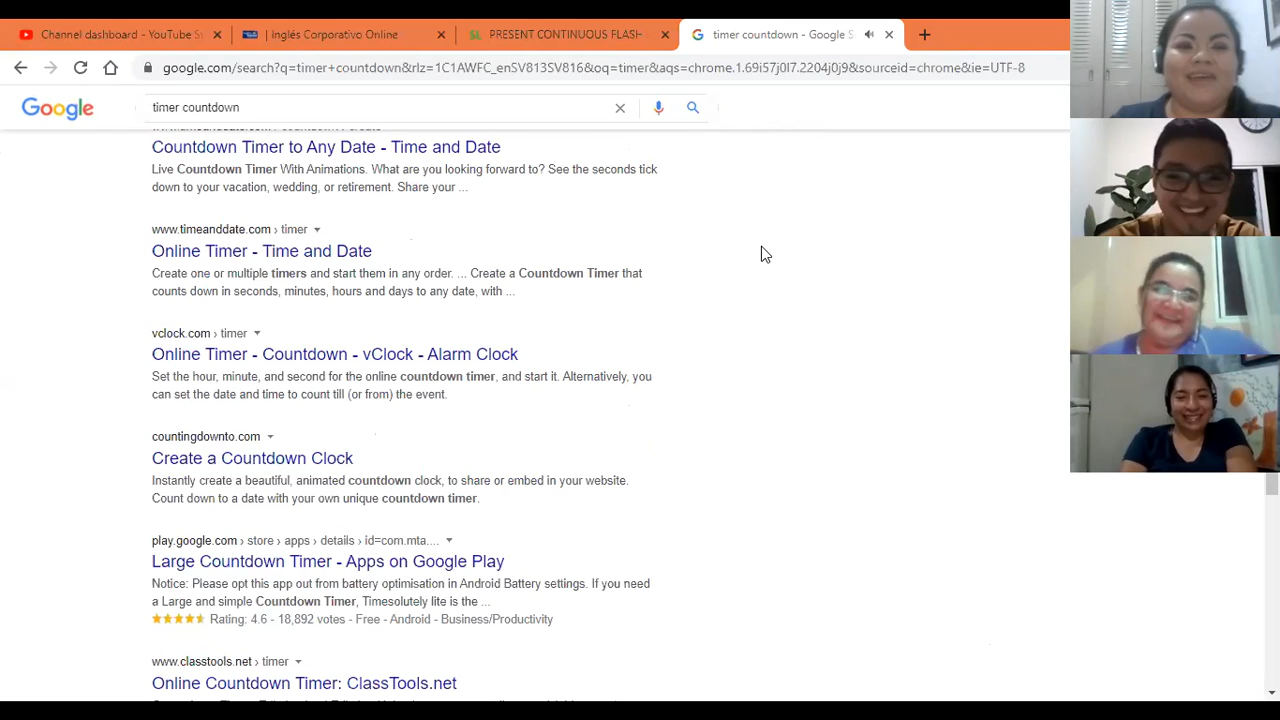 Channel dashboard - YouTube S
Inglés Corporativo Online
PRESENT CONTINUOUS FLASH
timer countdown - Google S
google.com/search?q=timer+countdown&
1C1AWFC_enSV813SV813&oq=timer&aqs=chrome.1.69i57j0l7.2204j0j9&sourceid=chrome&ie=UTF-8
Google
timer countdown
Countdown Timer to Any Date - Time and Date
Live Countdown Timer With Animations. What are you looking forward to? See the seconds tick
down to your vacation, wedding, or retirement. Share your ...
www.timeanddate.com › timer
Online Timer - Time and Date
Create one or multiple timers and start them in any order. ... Create a Countdown Timer that
counts down in seconds, minutes, hours and days to any date, with ...
vclock.com › timer
Online Timer - Countdown - vClock - Alarm Clock
Set the hour, minute, and second for the online countdown timer, and start it. Alternatively, you
can set the date and time to count till (or from) the event.
countingdownto.com
Create a Countdown Clock
Instantly create a beautiful, animated countdown clock, to share or embed in your website.
Count down to a date with your own unique countdown timer.
play.google.com › store › apps › details › id=com.mta....
Large Countdown Timer - Apps on Google Play
Notice: Please opt this app out from battery optimisation in Android Battery settings. If you need
a Large and simple Countdown Timer, Timesolutely lite is the ...
Rating: 4.6 - 18,892 votes - Free - Android - Business/Productivity
www.classtools.net › timer
Online Countdown Timer: ClassTools.net